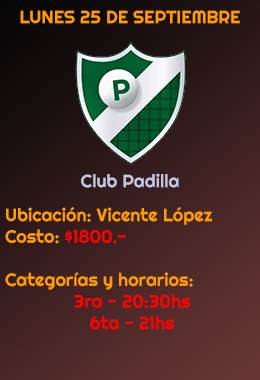 LUNES 25 DE SEPTIEMBRE
P
Club Padilla
Ubicación: Vicente López
Costo: $1800.-
Categorías y horarios:
3ra - 20:30hs
6ta - 21hs